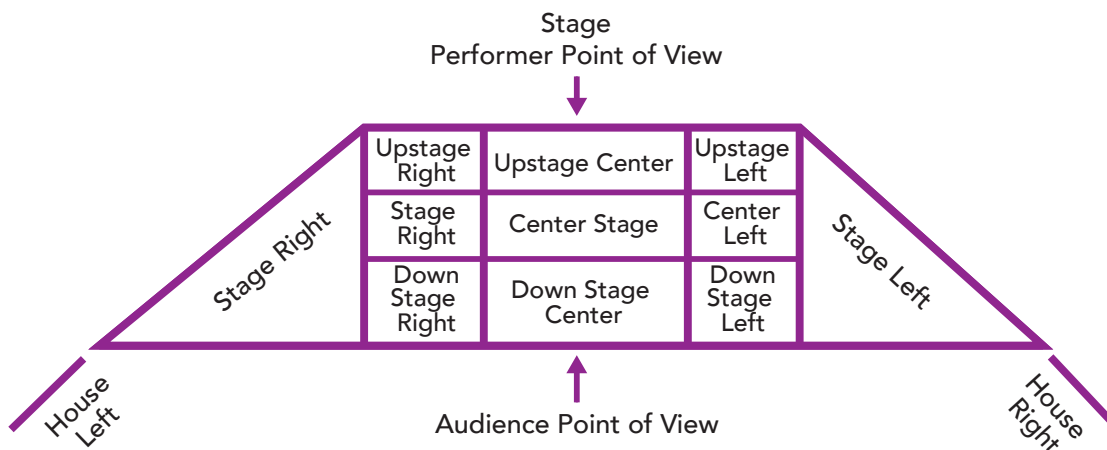 Stage
Performer Point of View
Upstage
Right
Upstage Center
Upstage
Left
Stage Right
Stage
Right
Center Stage
Center
Left
Stage Left
Down
Stage
Right
Down Stage
Center
Down
Stage
Left
House
Left
Audience Point of View
House
Right